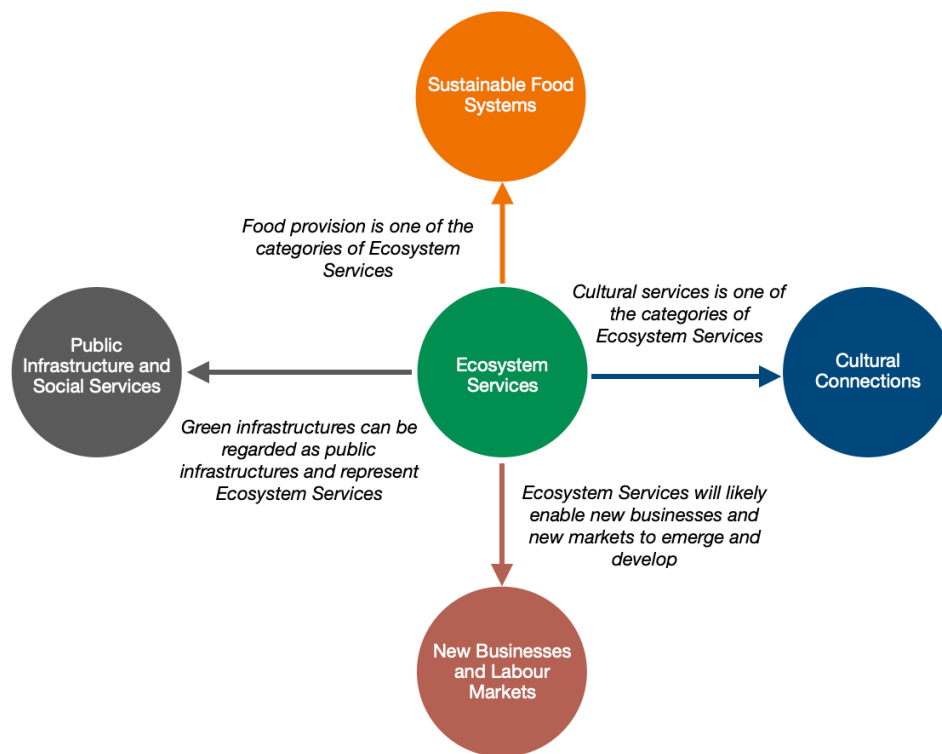 Sustainable Food
Systems
Food provision is one of the
categories of Ecosystem
Services
Cultural services is one of
the categories of
Ecosystem Services
Public
Infrastructure and
Social Services
Ecosystem
Services
Cultural
Connections
Green infrastructures can be
regarded as public
infrastructures and represent
Ecosystem Services
Ecosystem Services will likely
enable new businesses and
new markets to emerge and
develop
New Businesses
and Labour
Markets